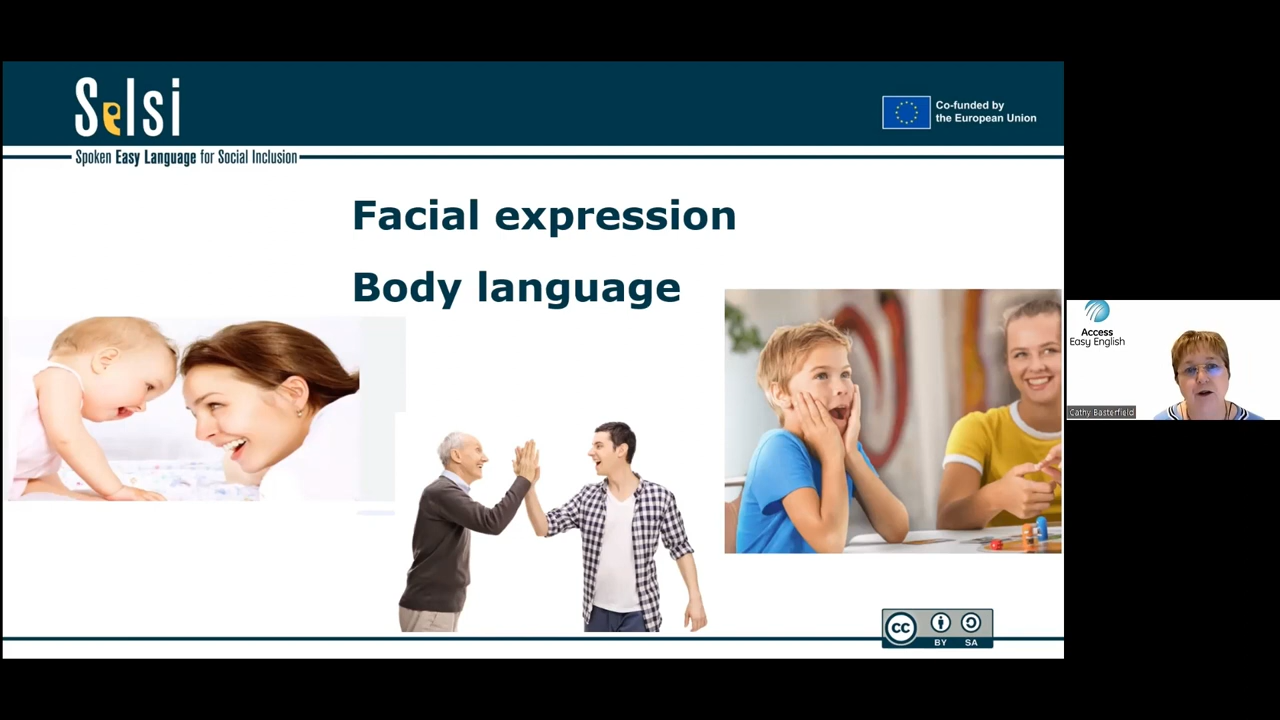 Selsi
Spoken Easy Language for Social Inclusion
Co-funded by
the European Union
Facial expression
Body language
Access
Easy English
Cathy Basterfield
CC
BY SA